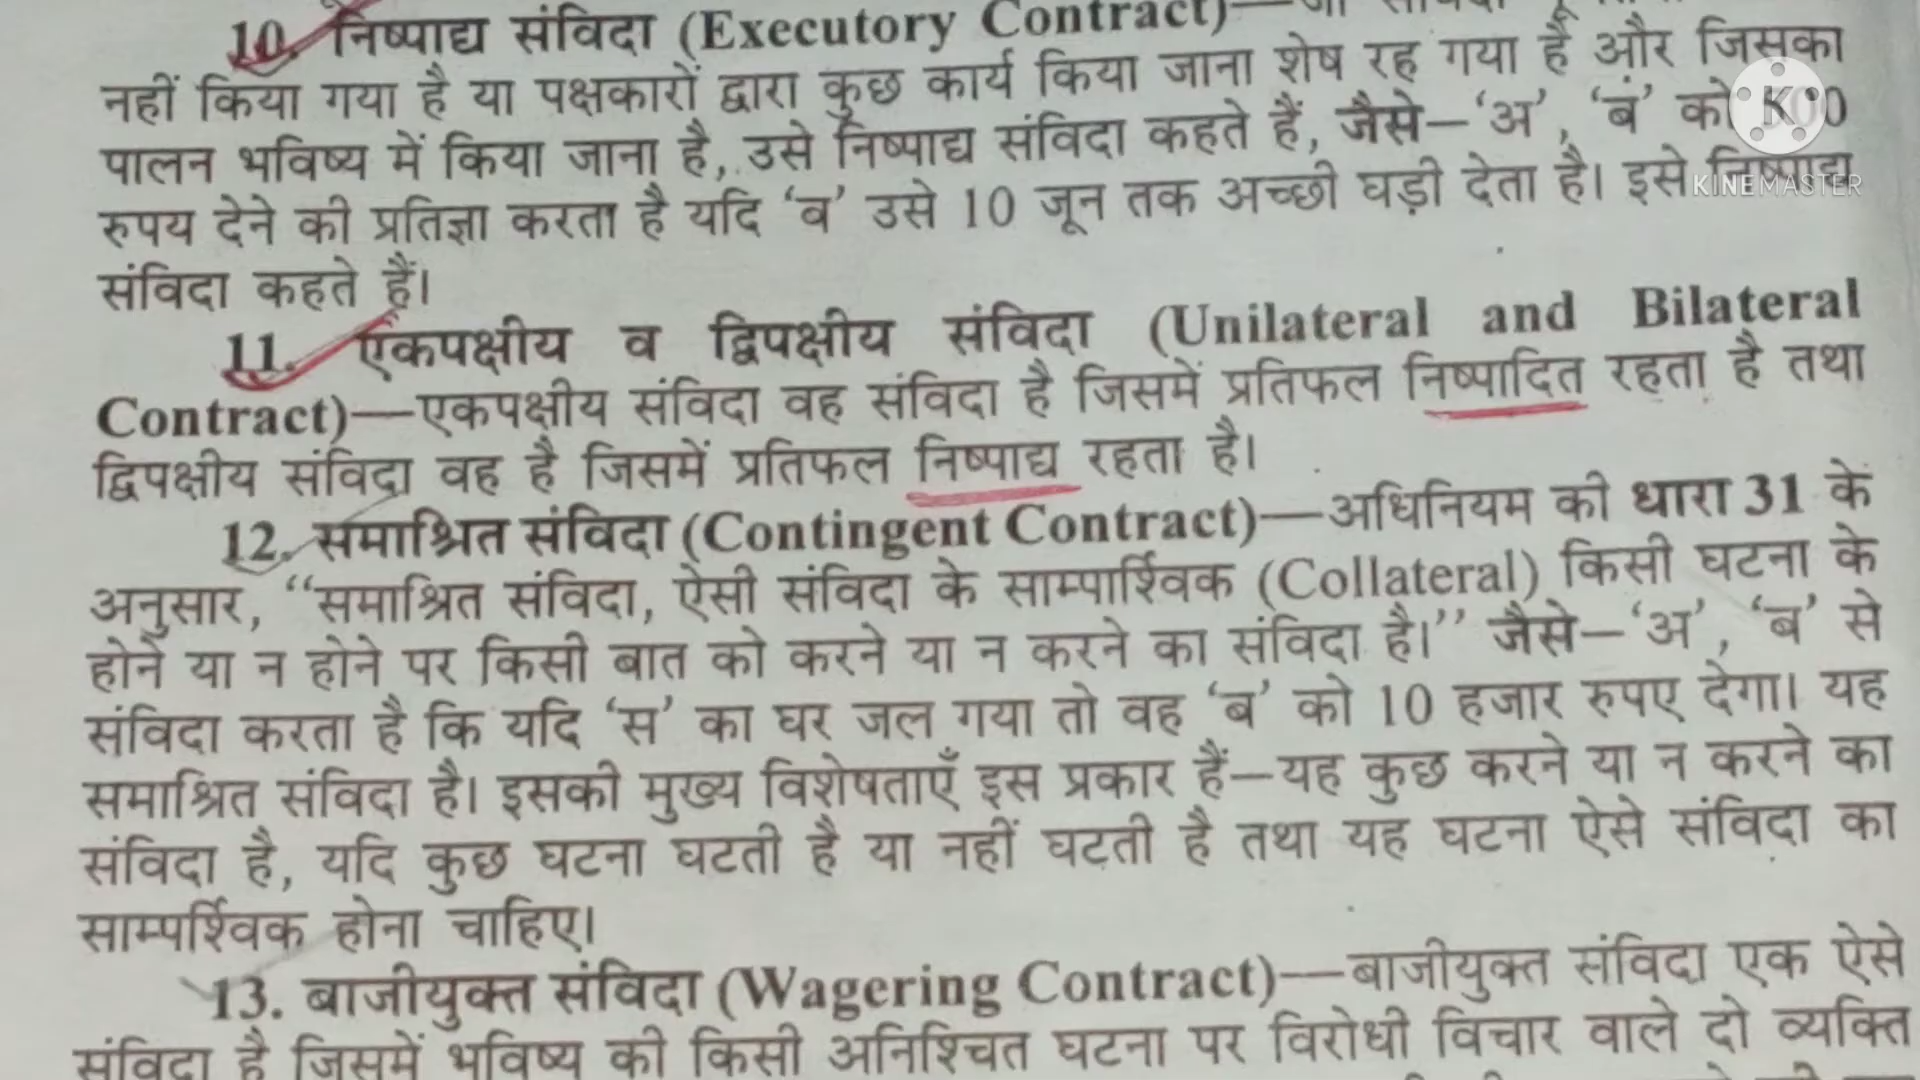 10. निष्पाद्य संविदा (Executory Contract)—
नहीं किया गया है या पक्षकारों द्वारा कुछ कार्य किया जाना शेष रह गया है और जिसका
पालन भविष्य में किया जाना है, उसे निष्पाद्य संविदा कहते हैं, जैसे—‘अ’, ‘बं’ को
रुपय देने की प्रतिज्ञा करता है यदि ‘व’ उसे 10 जून तक अच्छी घड़ी देता है। इसे निष्पाद्य
KINEMASTER
संविदा कहते हैं।
11. एकपक्षीय व द्विपक्षीय संविदा (Unilateral and Bilateral
Contract)—एकपक्षीय संविदा वह संविदा है जिसमें प्रतिफल निष्पादित रहता है तथा
द्विपक्षीय संविदा वह है जिसमें प्रतिफल निष्पाद्य रहता है।
12. समाश्रित संविदा (Contingent Contract)—अधिनियम की धारा 31 के
अनुसार, “समाश्रित संविदा, ऐसी संविदा के साम्पार्श्विक (Collateral) किसी घटना के
होने या न होने पर किसी बात को करने या न करने का संविदा है।” जैसे—‘अ’, ‘ब’ से
संविदा करता है कि यदि ‘स’ का घर जल गया तो वह ‘ब’ को 10 हजार रुपए देगा। यह
समाश्रित संविदा है। इसकी मुख्य विशेषताएँ इस प्रकार हैं—यह कुछ करने या न करने का
संविदा है, यदि कुछ घटना घटती है या नहीं घटती है तथा यह घटना ऐसे संविदा का
साम्पर्श्विक होना चाहिए।
13. बाजीयुक्त संविदा (Wagering Contract)—बाजीयुक्त संविदा एक ऐसे
संविदा है जिसमें भविष्य की किसी अनिश्चित घटना पर विरोधी विचार वाले दो व्यक्ति